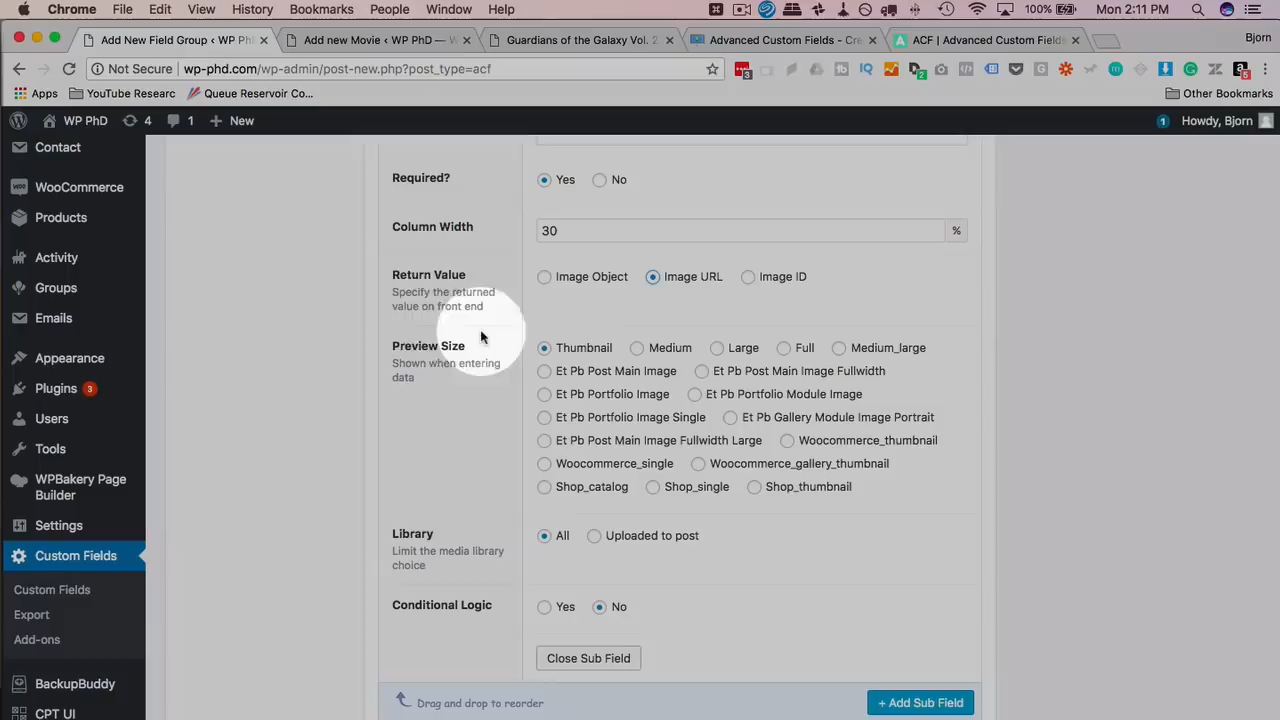 Chrome File Edit View History Bookmarks People Window Help 100% Mon 2:11 PM
Add New Field Group ‹ WP PhD Add new Movie ‹ WP PhD — W Guardians of the Galaxy Vol. 2 Advanced Custom Fields - Cre ACF | Advanced Custom Fields Bjorn
Not Secure wp-phd.com/wp-admin/post-new.php?post_type=acf
Apps YouTube Researc Queue Reservoir Co... Other Bookmarks
WP PhD 4 1 New 1 Howdy, Bjorn
Contact
WooCommerce
Products
Activity
Groups
Emails
Appearance
Plugins 3
Users
Tools
WPBakery Page
Builder
Settings
Custom Fields
Custom Fields
Export
Add-ons
BackupBuddy
CPT UI
Required? Yes No
Column Width 30 %
Return Value Image Object Image URL Image ID
Specify the returned
value on front end
Preview Size Thumbnail Medium Large Full Medium_large
Shown when entering
data
Et Pb Post Main Image Et Pb Post Main Image Fullwidth
Et Pb Portfolio Image Et Pb Portfolio Module Image
Et Pb Portfolio Image Single Et Pb Gallery Module Image Portrait
Et Pb Post Main Image Fullwidth Large Woocommerce_thumbnail
Woocommerce_single Woocommerce_gallery_thumbnail
Shop_catalog Shop_single Shop_thumbnail
Library All Uploaded to post
Limit the media library
choice
Conditional Logic Yes No
Close Sub Field
Drag and drop to reorder + Add Sub Field